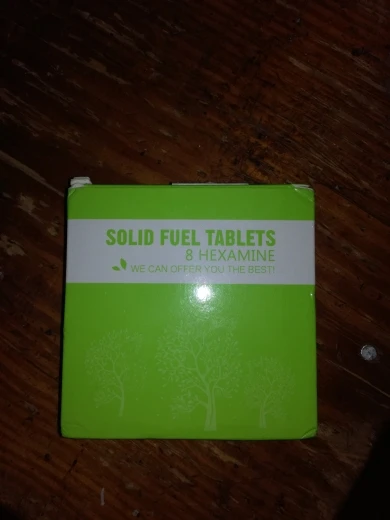 SOLID FUEL TABLETS
8 HEXAMINE
WE CAN OFFER YOU THE BEST!